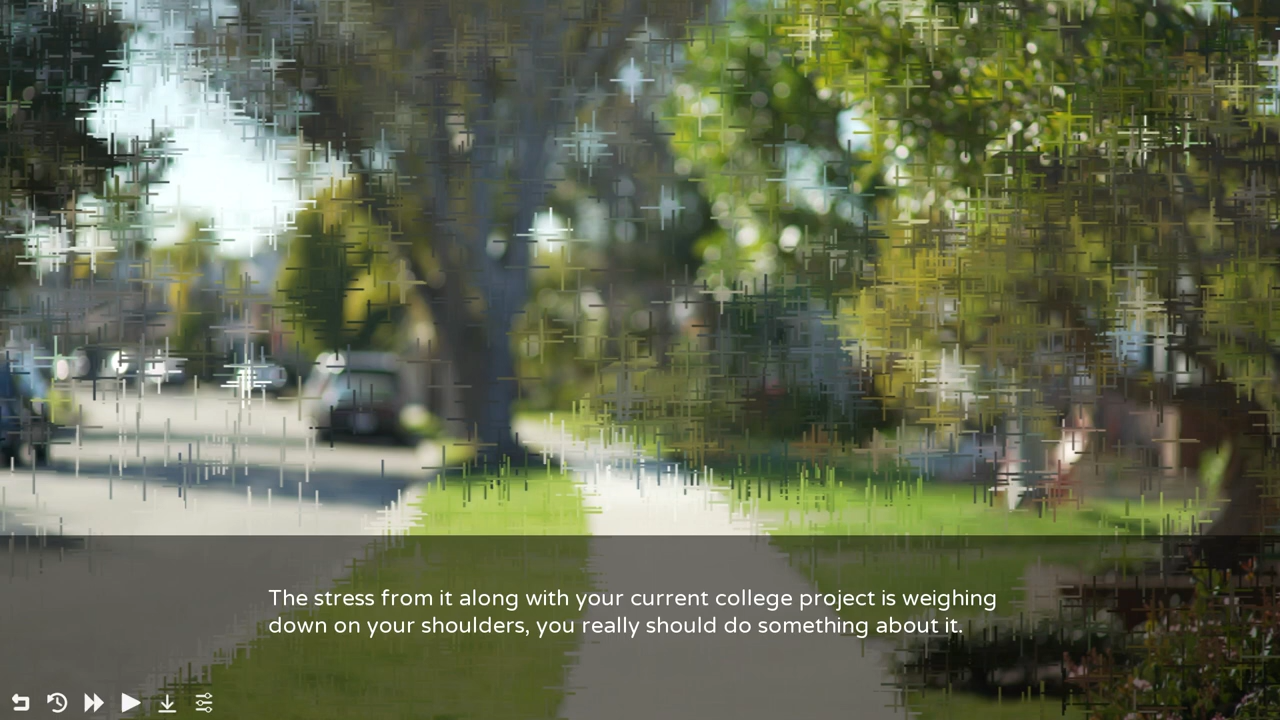 The stress from it along with your current college project is weighing
down on your shoulders, you really should do something about it.